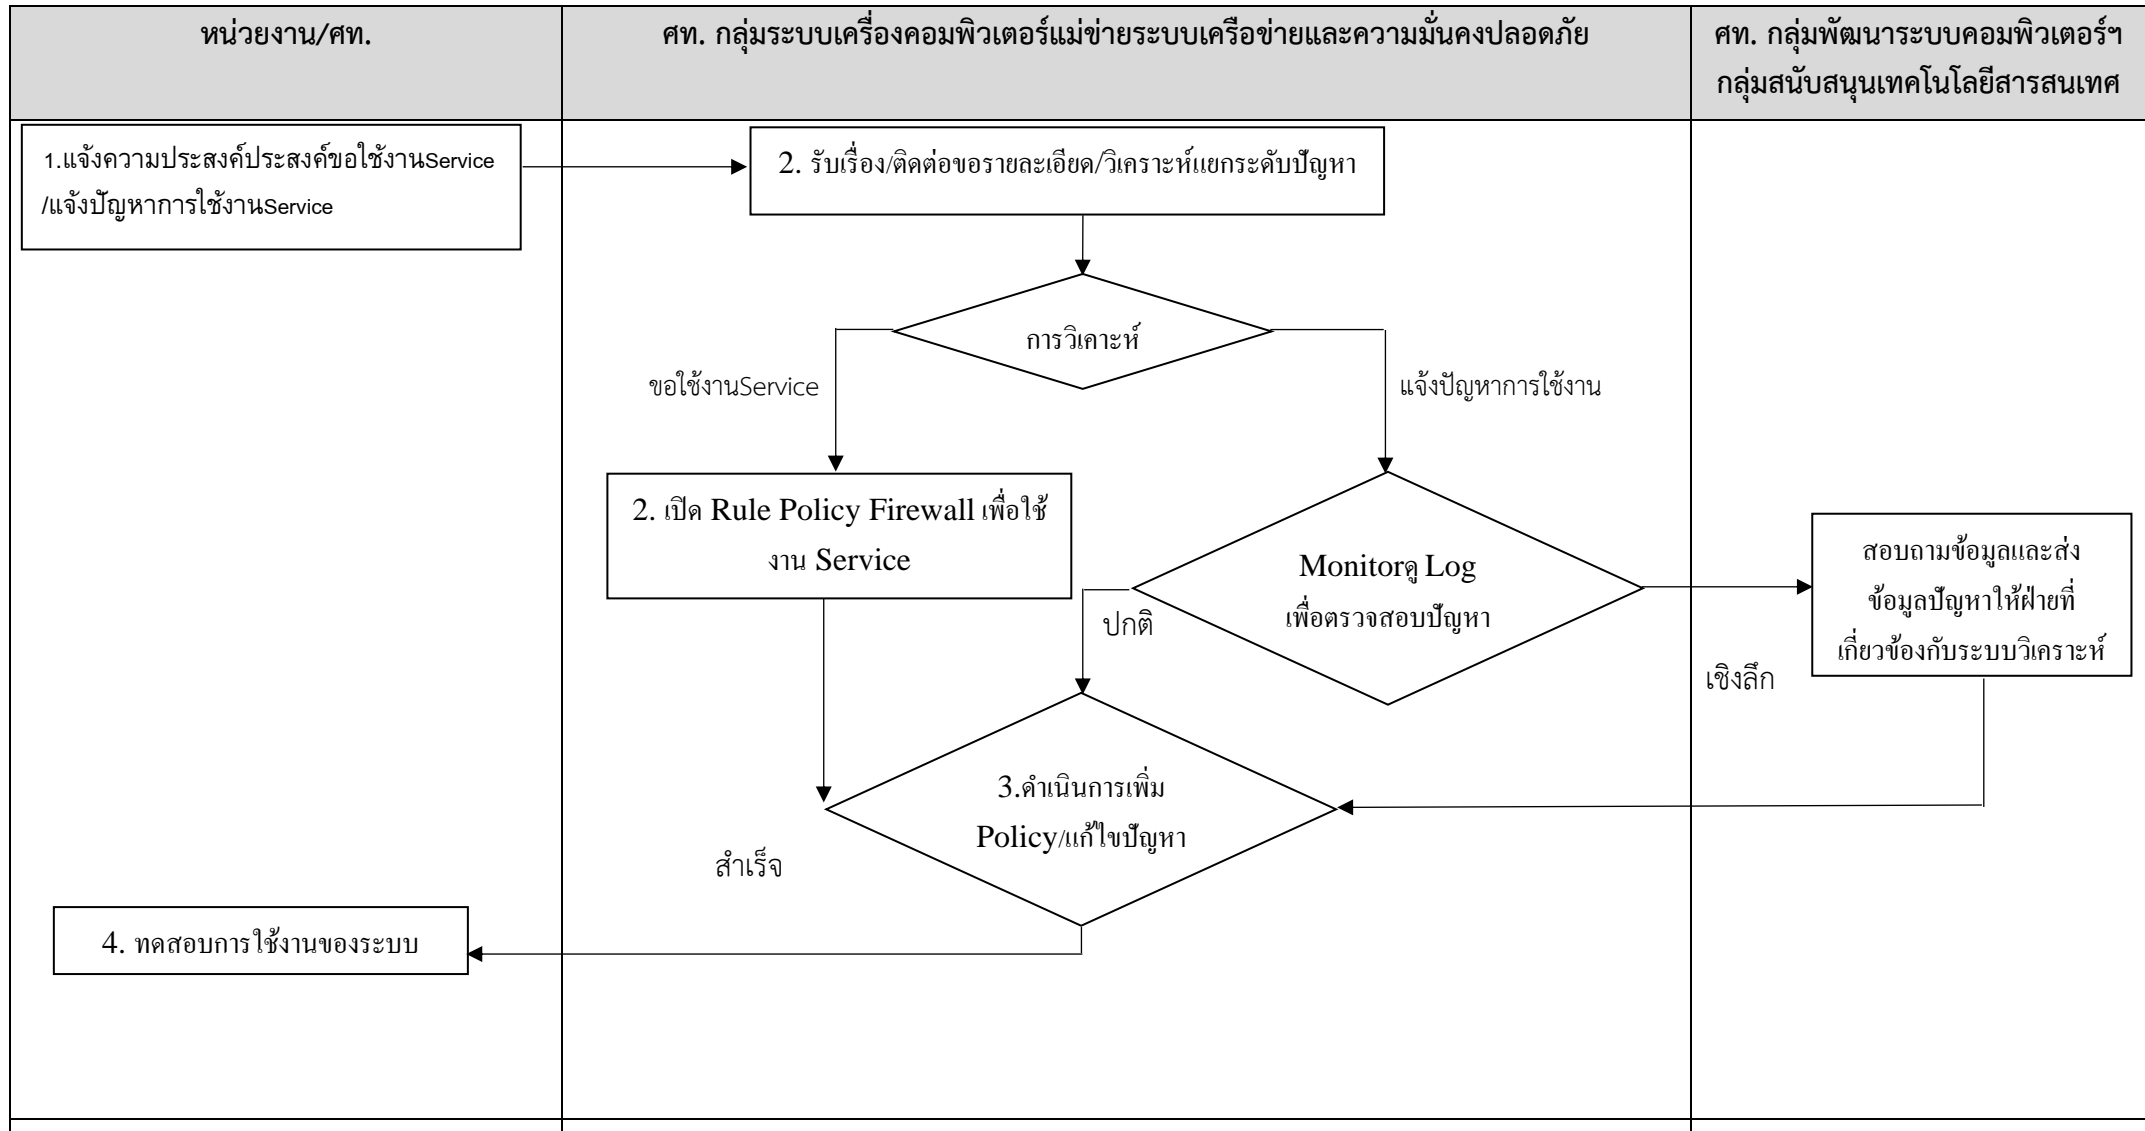 หน่วยงาน/ศท.
ศท. กลุ่มระบบเครื่องคอมพิวเตอร์แม่ข่ายระบบเครือข่ายและความมั่นคงปลอดภัย
ศท. กลุ่มพัฒนาระบบคอมพิวเตอร์ฯ
กลุ่มสนับสนุนเทคโนโลยีสารสนเทศ
1.แจ้งความประสงค์ประสงค์ขอใช้งานService
/แจ้งปัญหาการใช้งานService
2. รับเรื่อง/ติดต่อขอรายละเอียด/วิเคราะห์แยกระดับปัญหา
การวิเคาะห์
ขอใช้งานService
แจ้งปัญหาการใช้งาน
2. เปิด Rule Policy Firewall เพื่อใช้
งาน Service
Monitorดู Log
เพื่อตรวจสอบปัญหา
สอบถามข้อมูลและส่ง
ข้อมูลปัญหาให้ฝ่ายที่
เกี่ยวข้องกับระบบวิเคราะห์
ปกติ
เชิงลึก
3.ดำเนินการเพิ่ม
Policy/แก้ไขปัญหา
สำเร็จ
4. ทดสอบการใช้งานของระบบ